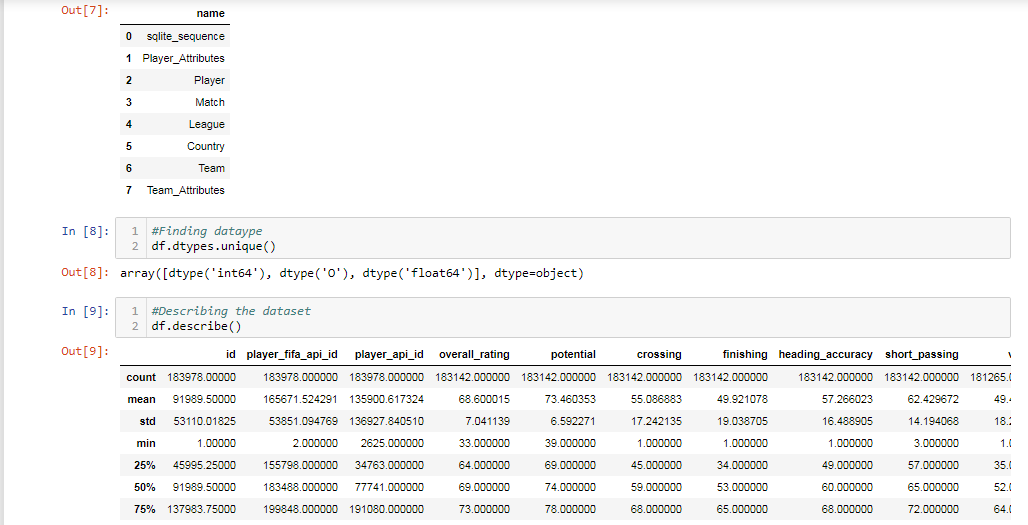 Out[7]:
name
0 sqlite_sequence
1 Player_Attributes
2 Player
3 Match
4 League
5 Country
6 Team
7 Team_Attributes
In [8]:
1 #Finding dataype
2 df.dtypes.unique()
Out[8]: array([dtype('int64'), dtype('O'), dtype('float64')], dtype=object)
In [9]:
1 #Describing the dataset
2 df.describe()
Out[9]:
id player_fifa_api_id player_api_id overall_rating potential crossing finishing heading_accuracy short_passing
count 183978.00000 183978.000000 183978.000000 183142.000000 183142.000000 183142.000000 183142.000000 183142.000000 183142.000000 181265.0
mean 91989.50000 165671.524291 135900.617324 68.600015 73.460353 55.086883 49.921078 57.266023 62.429672 49.4
std 53110.01825 53851.094769 136927.840510 7.041139 6.592271 17.242135 19.038705 16.488905 14.194068 18.2
min 1.00000 2.000000 2625.000000 33.000000 39.000000 1.000000 1.000000 1.000000 3.000000 1.0
25% 45995.25000 155798.000000 34763.000000 64.000000 69.000000 45.000000 34.000000 49.000000 57.000000 35.0
50% 91989.50000 183488.000000 77741.000000 69.000000 74.000000 59.000000 53.000000 60.000000 65.000000 52.0
75% 137983.75000 199848.000000 191080.000000 73.000000 78.000000 68.000000 65.000000 68.000000 72.000000 64.0